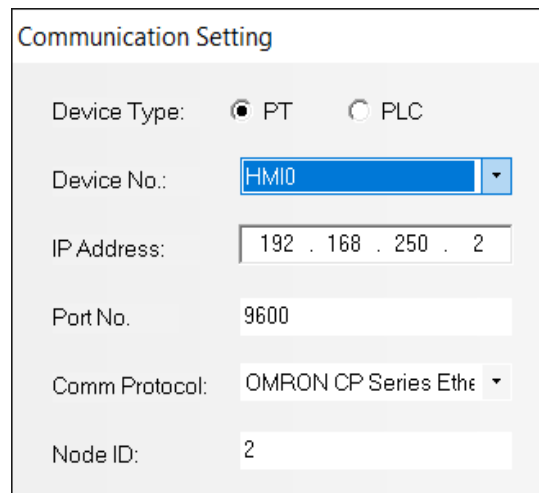 Communication Setting
Device Type: PT PLC
Device No.: HMI0
IP Address: 192 . 168 . 250 . 2
Port No. 9600
Comm Protocol: OMRON CP Series Ethe
Node ID: 2